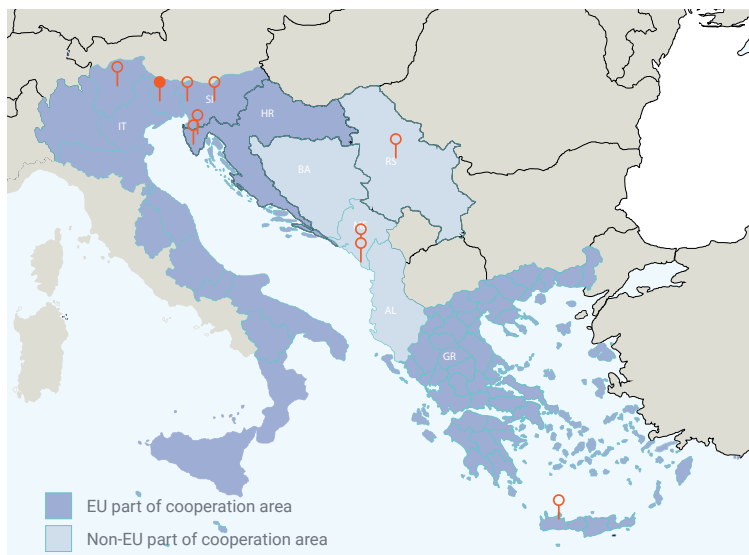 SI
IT
HR
RS
BA
AL
GR
EU part of cooperation area
Non-EU part of cooperation area